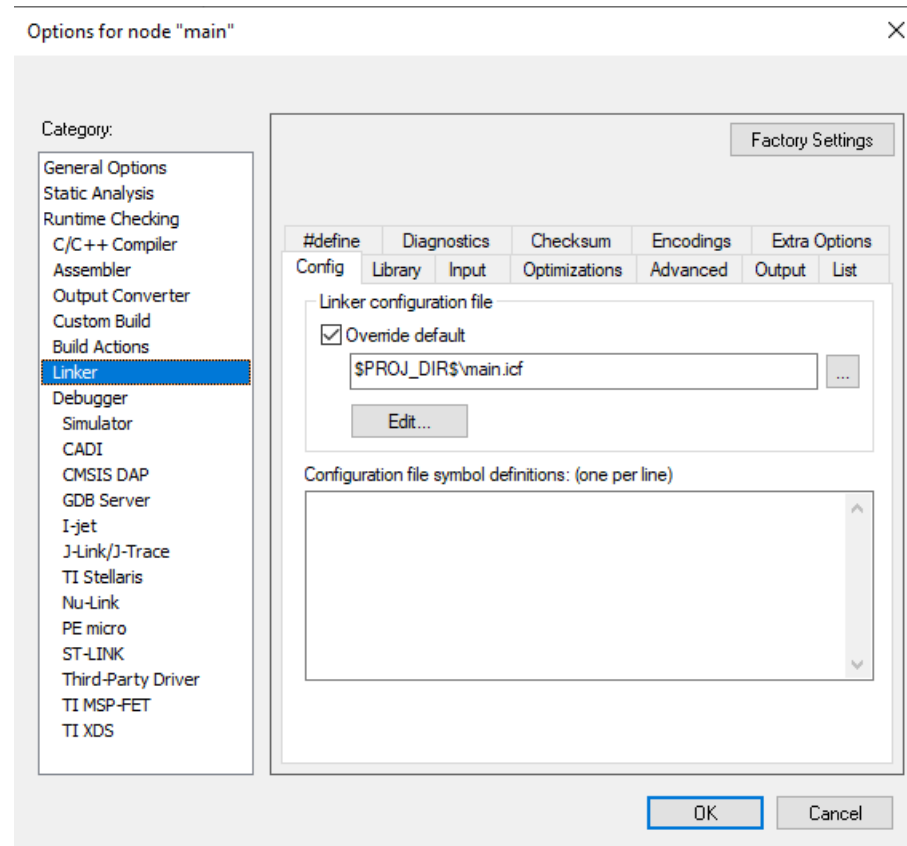 Options for node "main"
Category:
General Options
Static Analysis
Runtime Checking
C/C++ Compiler
Assembler
Output Converter
Custom Build
Build Actions
Linker
Debugger
Simulator
CADI
CMSIS DAP
GDB Server
I-jet
J-Link/J-Trace
TI Stellaris
Nu-Link
PE micro
ST-LINK
Third-Party Driver
TI MSP-FET
TI XDS
Factory Settings
#define Diagnostics Checksum Encodings Extra Options
Config Library Input Optimizations Advanced Output List
Linker configuration file
Override default
$PROJ_DIR$\main.icf
...
Edit...
Configuration file symbol definitions: (one per line)
OK Cancel